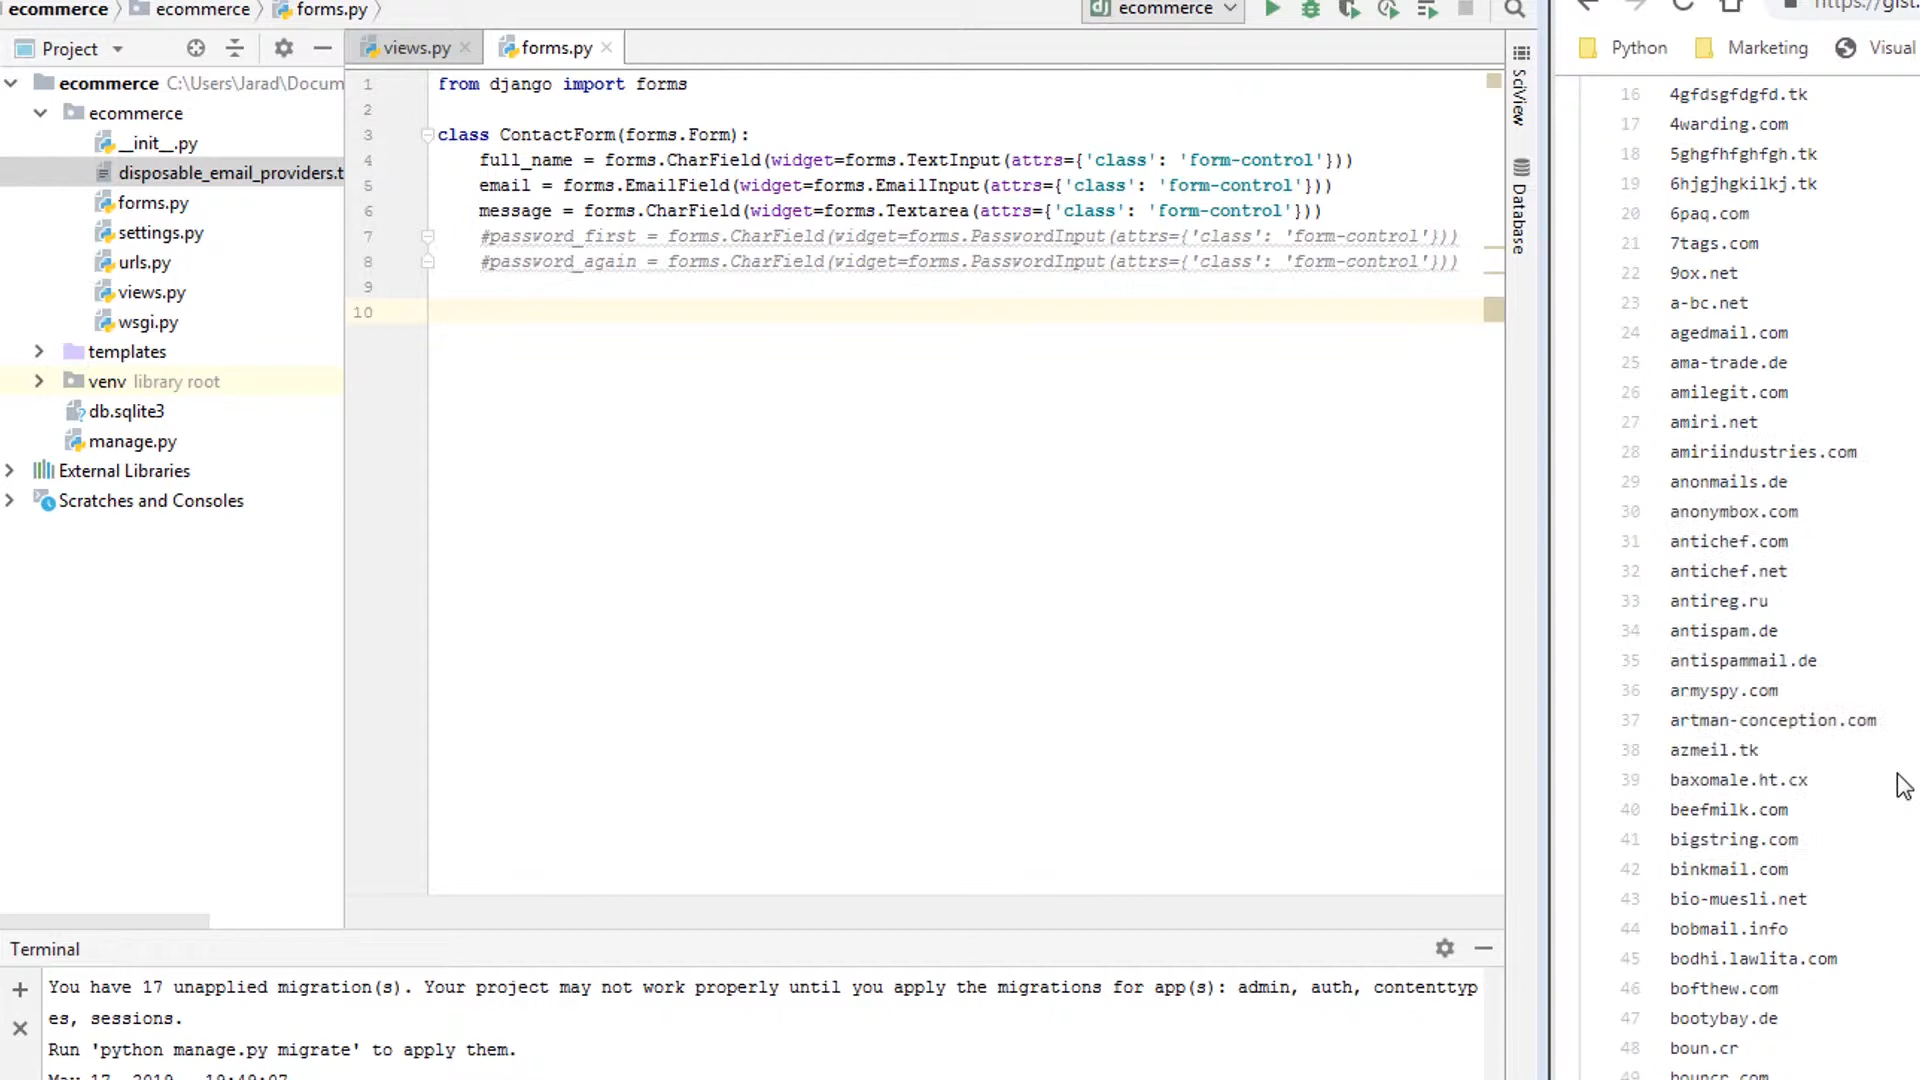 ecommerce
ecommerce
forms.py
ecommerce
https://gist.
Project
views.py
forms.py
Python
Marketing
Visual
ecommerce C:\Users\Jarad\Docum
ecommerce
__init__.py
disposable_email_providers.t
forms.py
settings.py
urls.py
views.py
wsgi.py
templates
venv library root
db.sqlite3
manage.py
External Libraries
Scratches and Consoles
1 from django import forms
2
3 class ContactForm(forms.Form):
4 full_name = forms.CharField(widget=forms.TextInput(attrs={'class': 'form-control'}))
5 email = forms.EmailField(widget=forms.EmailInput(attrs={'class': 'form-control'}))
6 message = forms.CharField(widget=forms.Textarea(attrs={'class': 'form-control'}))
7 #password_first = forms.CharField(widget=forms.PasswordInput(attrs={'class': 'form-control'}))
8 #password_again = forms.CharField(widget=forms.PasswordInput(attrs={'class': 'form-control'}))
9
10
SciView
Database
16 4gfdsgfdgfd.tk
17 4warding.com
18 5ghgfhfghfgh.tk
19 6hjgjhgkilkj.tk
20 6paq.com
21 7tags.com
22 9ox.net
23 a-bc.net
24 agedmail.com
25 ama-trade.de
26 amilegit.com
27 amiri.net
28 amiriindustries.com
29 anonmails.de
30 anonymbox.com
31 antichef.com
32 antichef.net
33 antireg.ru
34 antispam.de
35 antispammail.de
36 armyspy.com
37 artman-conception.com
38 azmeil.tk
39 baxomale.ht.cx
40 beefmilk.com
41 bigstring.com
42 binkmail.com
43 bio-muesli.net
44 bobmail.info
45 bodhi.lawlita.com
46 bofthew.com
47 bootybay.de
48 boun.cr
49 bouncr.com
Terminal
You have 17 unapplied migration(s). Your project may not work properly until you apply the migrations for app(s): admin, auth, contenttyp
es, sessions.
Run 'python manage.py migrate' to apply them.
May 17, 2019 - 19:49:07